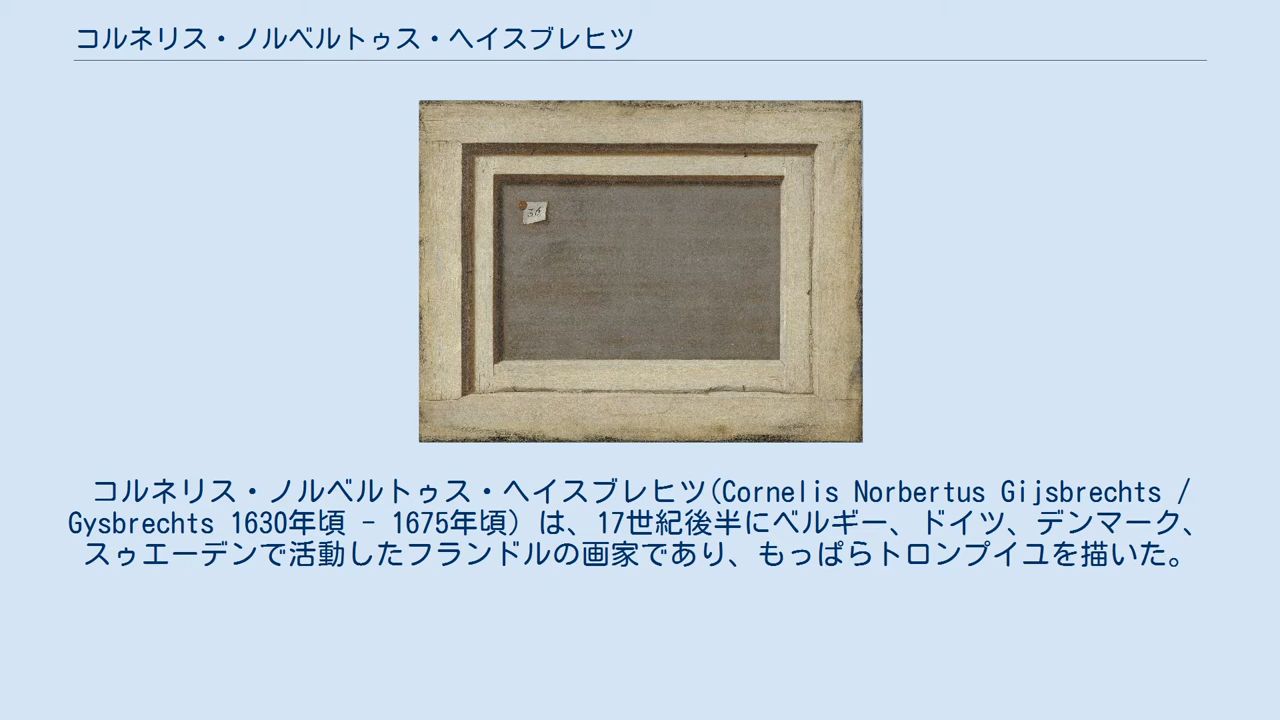 コルネリス・ノルベルトゥス・ヘイスブレヒツ
36
コルネリス・ノルベルトゥス・ヘイスブレヒツ(Cornelis Norbertus Gijsbrechts /
Gysbrechts 1630年頃 - 1675年頃) は、17世紀後半にベルギー、ドイツ、デンマーク、
スゥエーデンで活動したフランドルの画家であり、もっぱらトロンプイユを描いた。